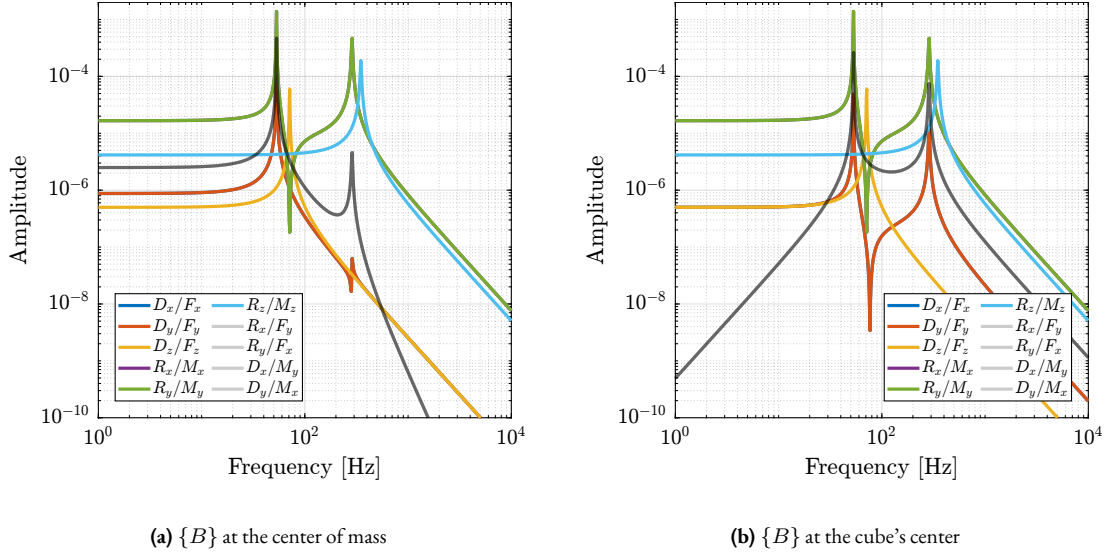 Amplitude
10^{-4}
10^{-6}
10^{-8}
10^{-10}
D_x/F_x
D_y/F_y
D_z/F_z
R_x/M_x
R_y/M_y
R_z/M_z
R_x/F_y
R_y/F_x
D_x/M_y
D_y/M_x
10^0
10^2
10^4
Frequency [Hz]
(a) {B} at the center of mass
Amplitude
10^{-4}
10^{-6}
10^{-8}
10^{-10}
D_x/F_x
D_y/F_y
D_z/F_z
R_x/M_x
R_y/M_y
R_z/M_z
R_x/F_y
R_y/F_x
D_x/M_y
D_y/M_x
10^0
10^2
10^4
Frequency [Hz]
(b) {B} at the cube's center